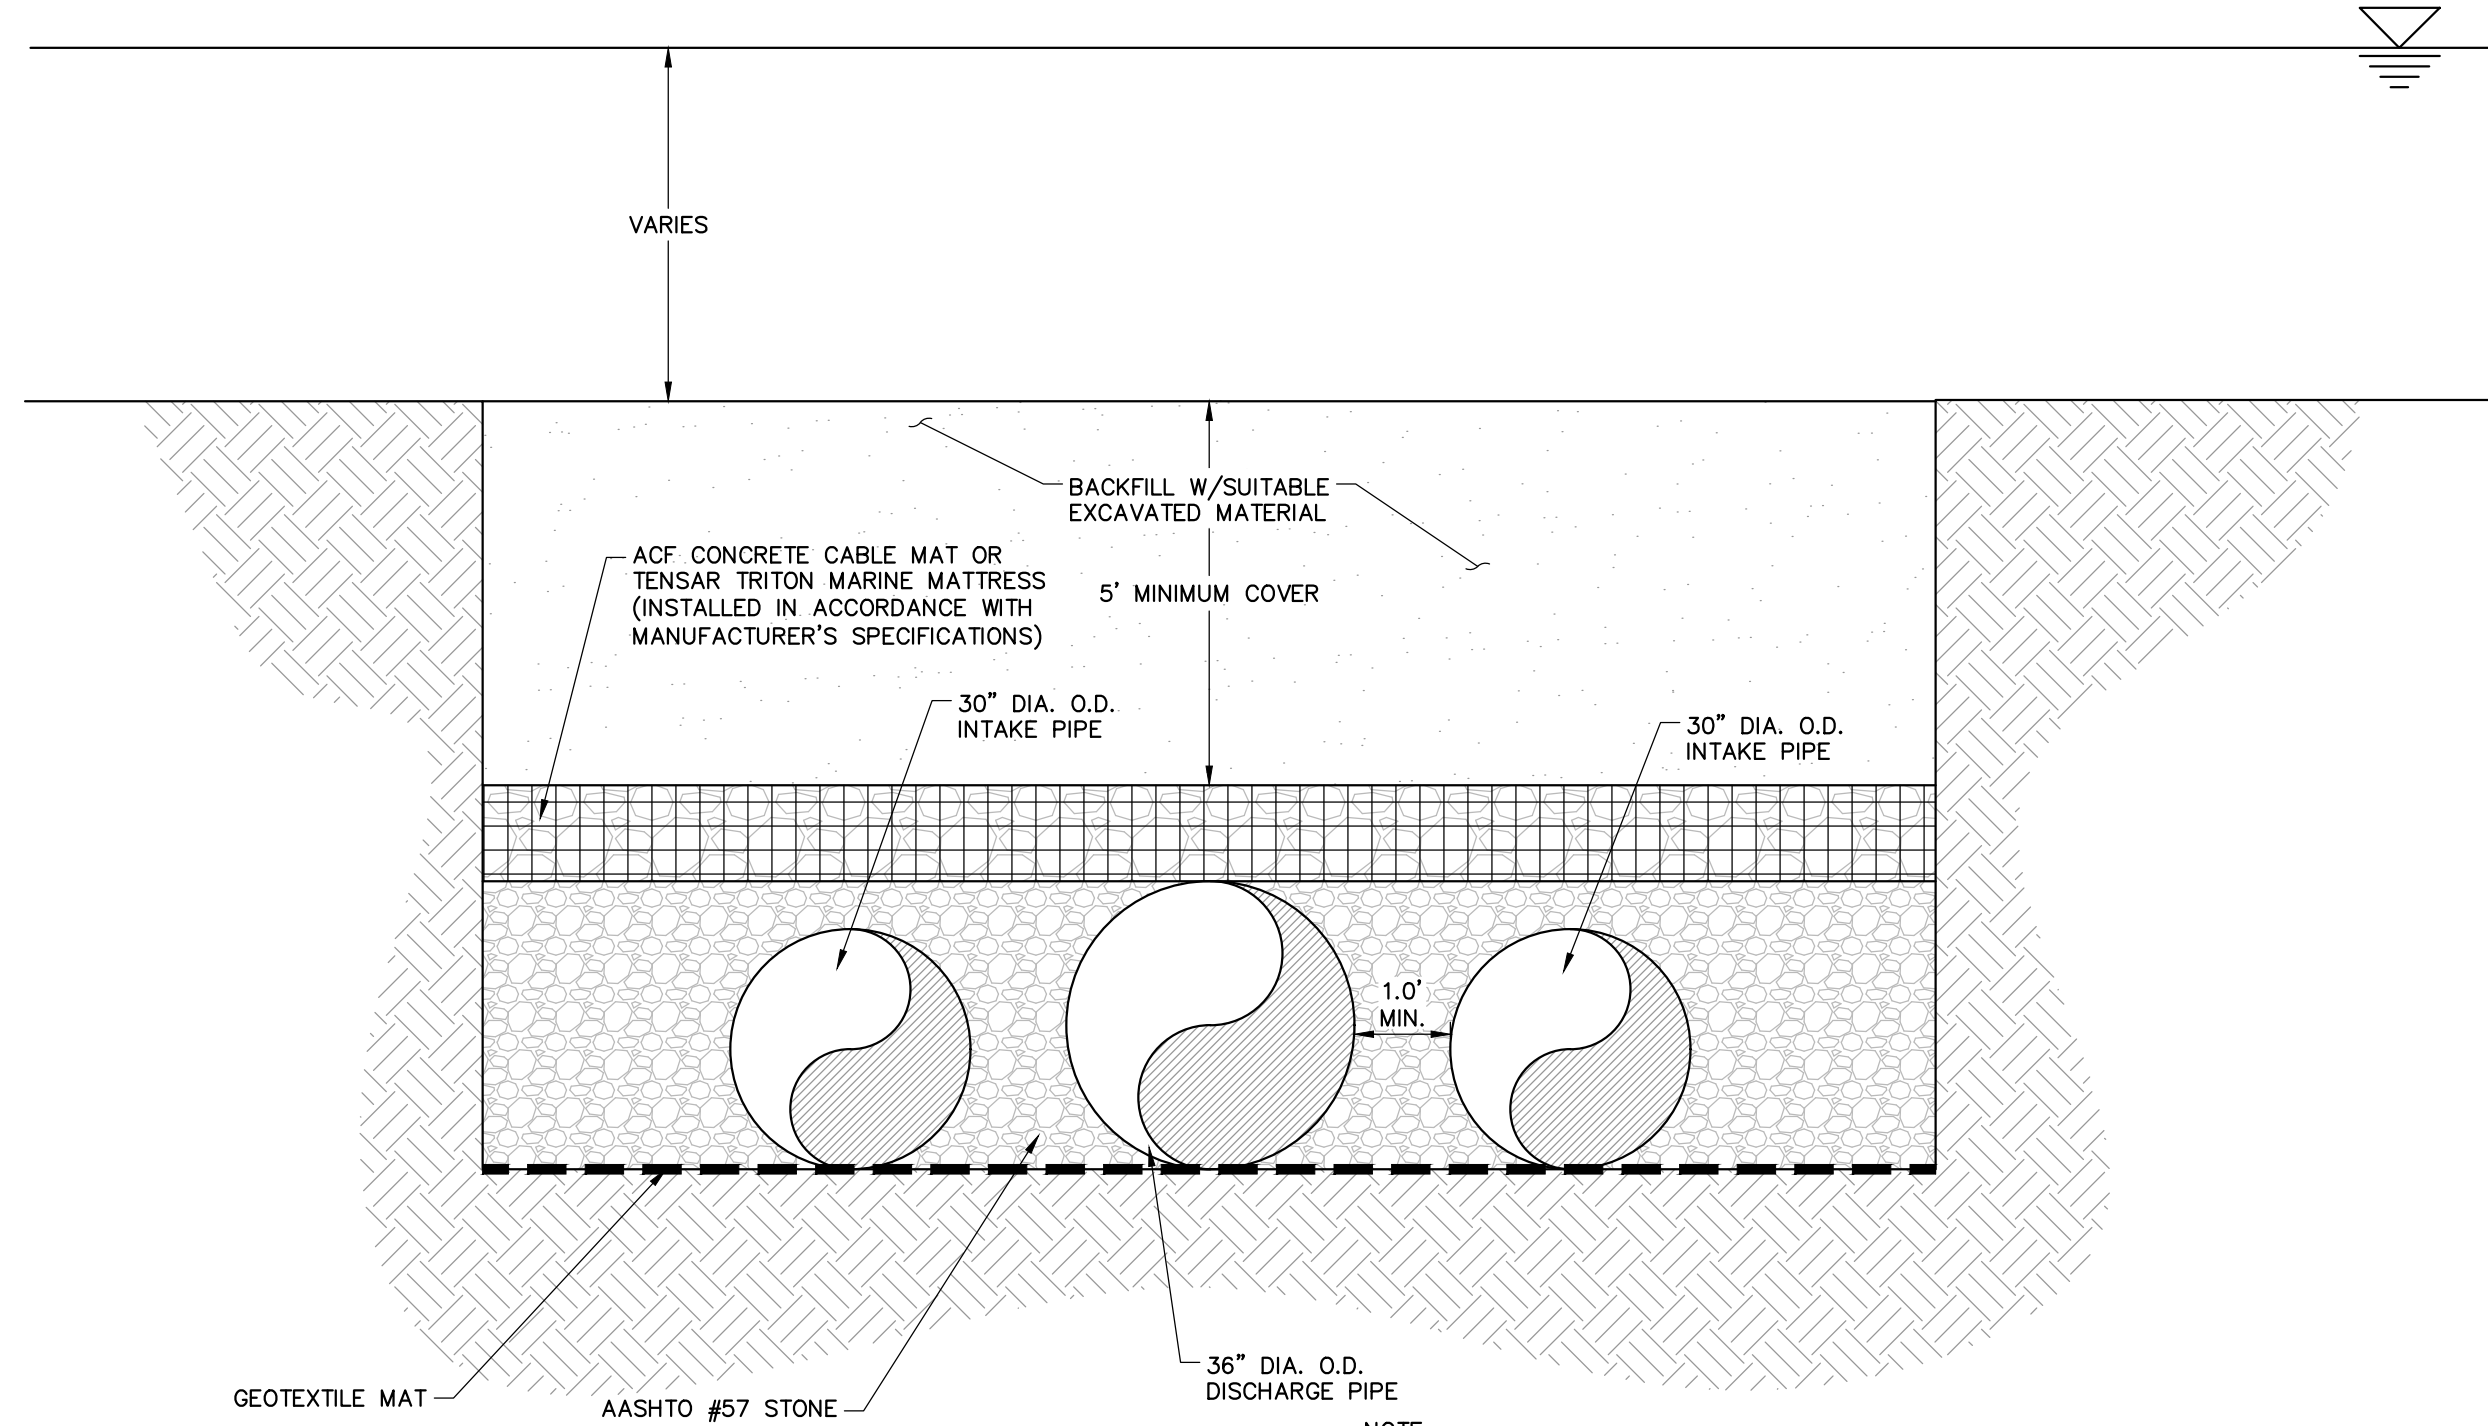 VARIES
BACKFILL W/SUITABLE
EXCAVATED MATERIAL
ACF CONCRETE CABLE MAT OR
TENSAR TRITON MARINE MATTRESS
(INSTALLED IN ACCORDANCE WITH
MANUFACTURER'S SPECIFICATIONS)
5' MINIMUM COVER
30" DIA. O.D.
INTAKE PIPE
30" DIA. O.D.
INTAKE PIPE
1.0'
MIN.
36" DIA. O.D.
DISCHARGE PIPE
GEOTEXTILE MAT
AASHTO #57 STONE
NOTE